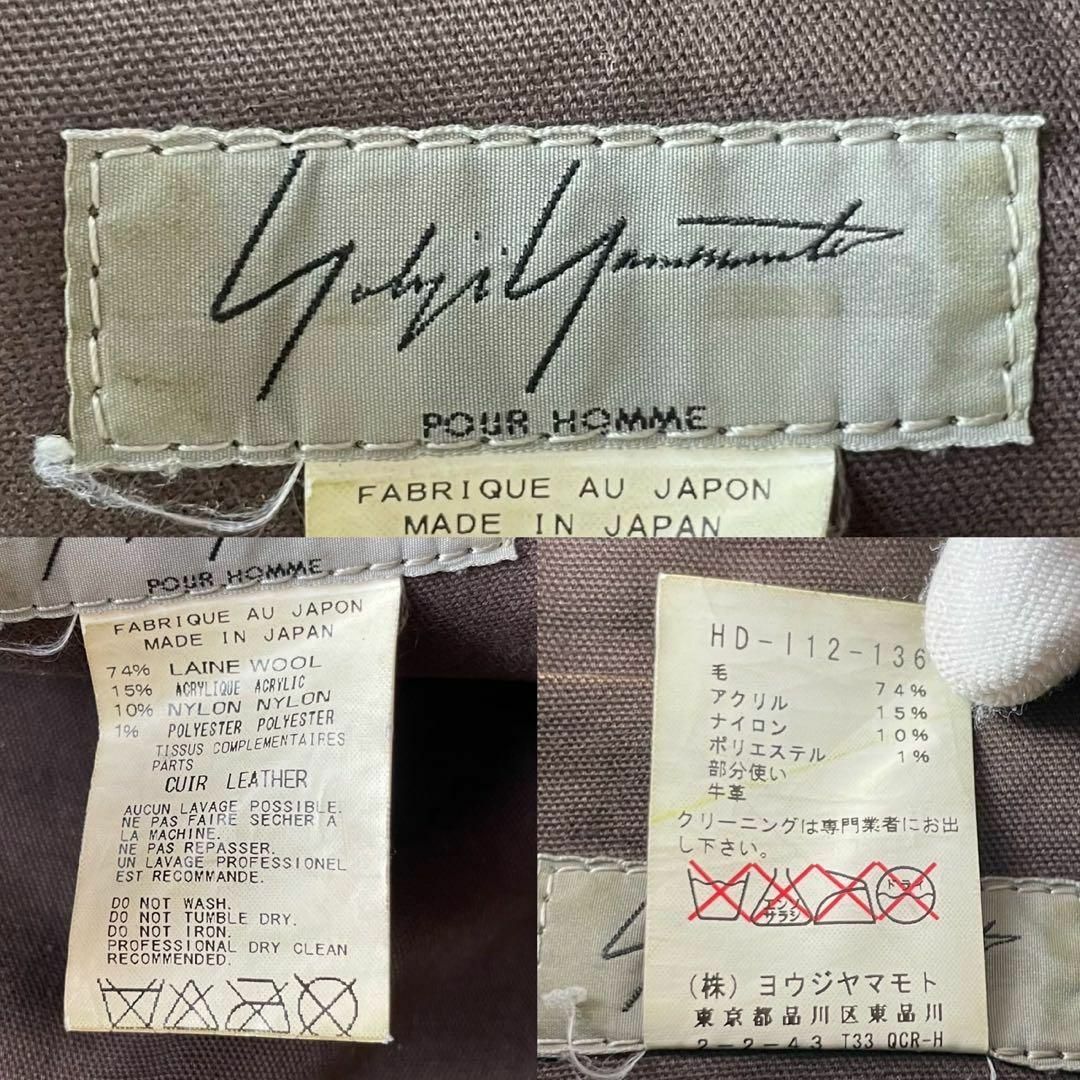 Yohji Yamamoto
POUR HOMME
FABRIQUE AU JAPON
MADE IN JAPAN
POUR HOMME
FABRIQUE AU JAPON
MADE IN JAPAN
74% LAINE WOOL
15% ACRYLIQUE ACRYLIC
10% NYLON NYLON
1% POLYESTER POLYESTER
TISSUS COMPLEMENTAIRES
PARTS
CUIR LEATHER
AUCUN LAVAGE POSSIBLE.
NE PAS FAIRE SECHER A
LA MACHINE.
NE PAS REPASSER.
UN LAVAGE PROFESSIONEL
EST RECOMMANDE.
DO NOT WASH.
DO NOT TUMBLE DRY.
DO NOT IRON.
PROFESSIONAL DRY CLEAN
RECOMMENDED.
HD-I12-136
毛 74%
アクリル 15%
ナイロン 10%
ポリエステル 1%
部分使い
牛革
クリーニングは専門業者にお出
し下さい。
エンソ
サラシ
ドライ
(株) ヨウジヤマモト
東京都品川区東品川
2-2-43 T33 QCR-H